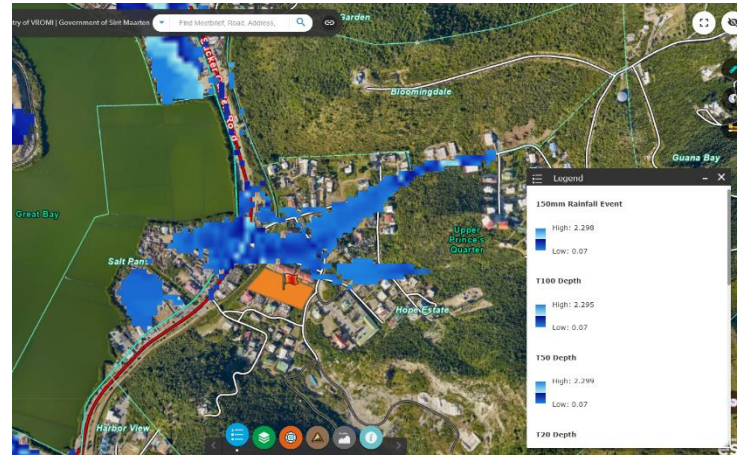 try of VROMI | Government of Sint Maarten
Find Meetbrief, Road, Address,
Garden
Bloomingdale
Guana Bay
Great Bay
Salt Pans
Upper
Prince's
Quarter
Hope Estate
Harbor View
Legend
150mm Rainfall Event
High: 2.298
Low: 0.07
T100 Depth
High: 2.295
Low: 0.07
T50 Depth
High: 2.299
Low: 0.07
T20 Depth